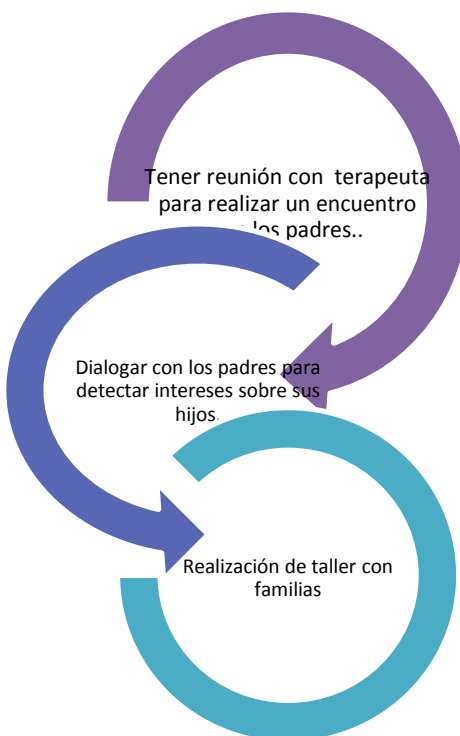 Tener reunión con terapeuta
para realizar un encuentro
los padres..
Dialogar con los padres para
detectar intereses sobre sus
hijos.
Realización de taller con
familias